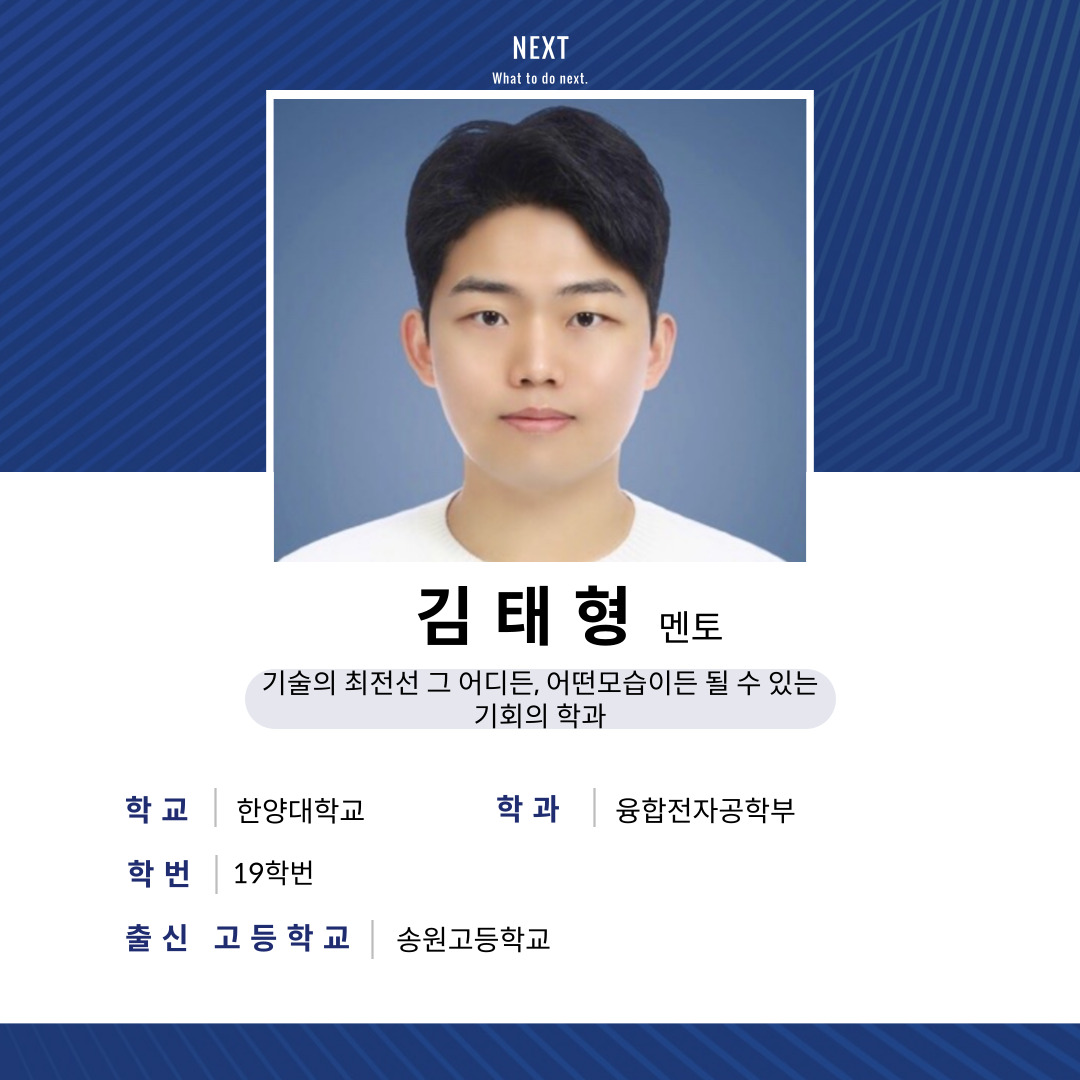 NEXT
What to do next.
김태형 멘토
기술의 최전선 그 어디든, 어떤모습이든 될 수 있는
기회의 학과
학교 한양대학교 학과 융합전자공학부
학번 19학번
출신 고등학교 송원고등학교